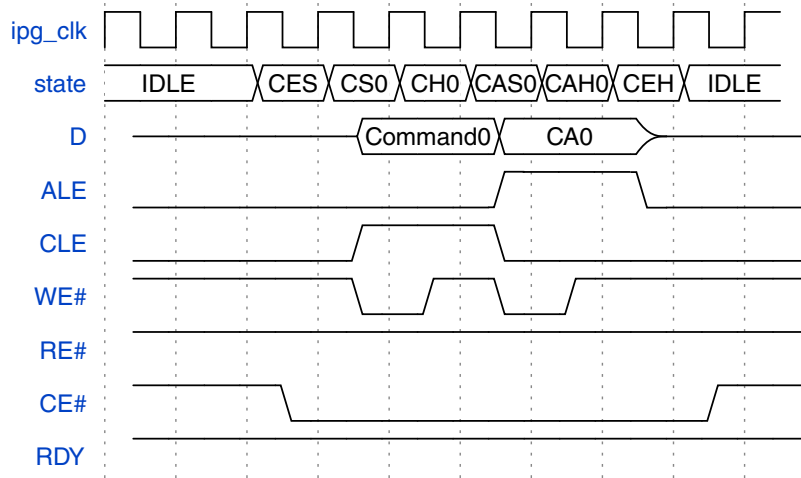 ipg_clk
state IDLE CES CS0 CH0 CAS0 CAH0 CEH IDLE
D Command0 CA0
ALE
CLE
WE#
RE#
CE#
RDY